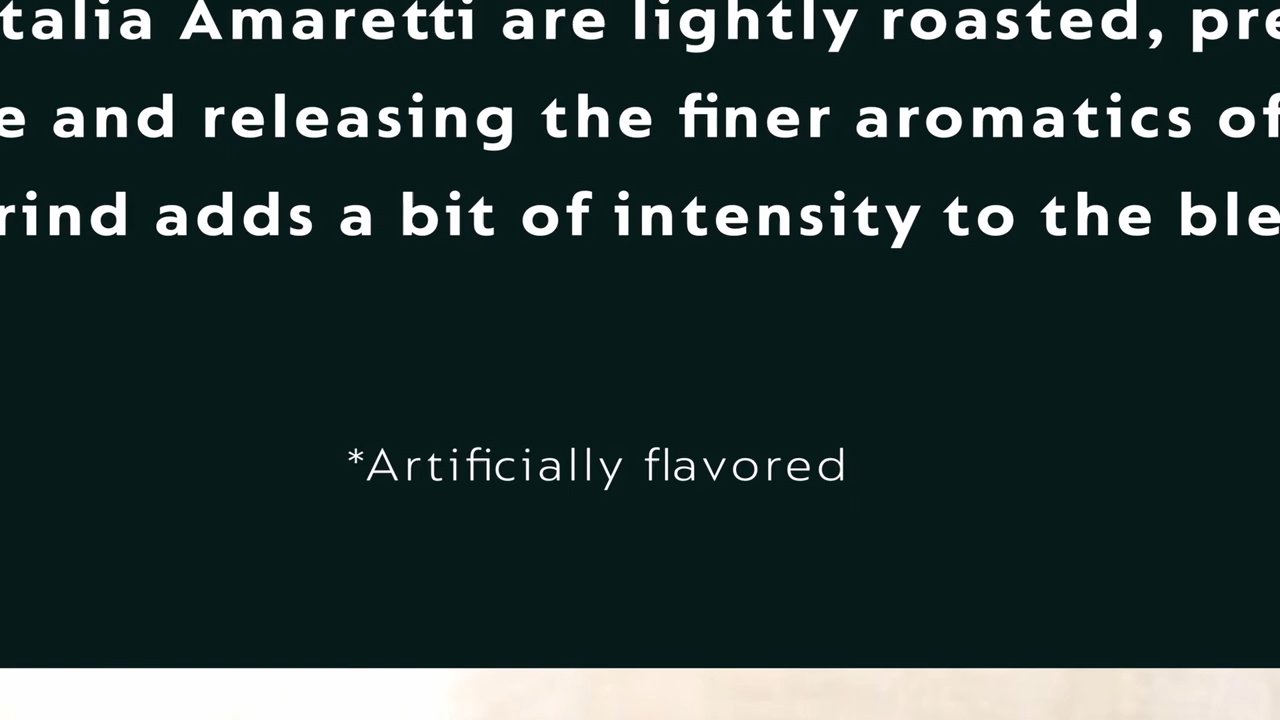 talia Amaretti are lightly roasted, pre
e and releasing the finer aromatics of
rind adds a bit of intensity to the ble
*Artificially flavored